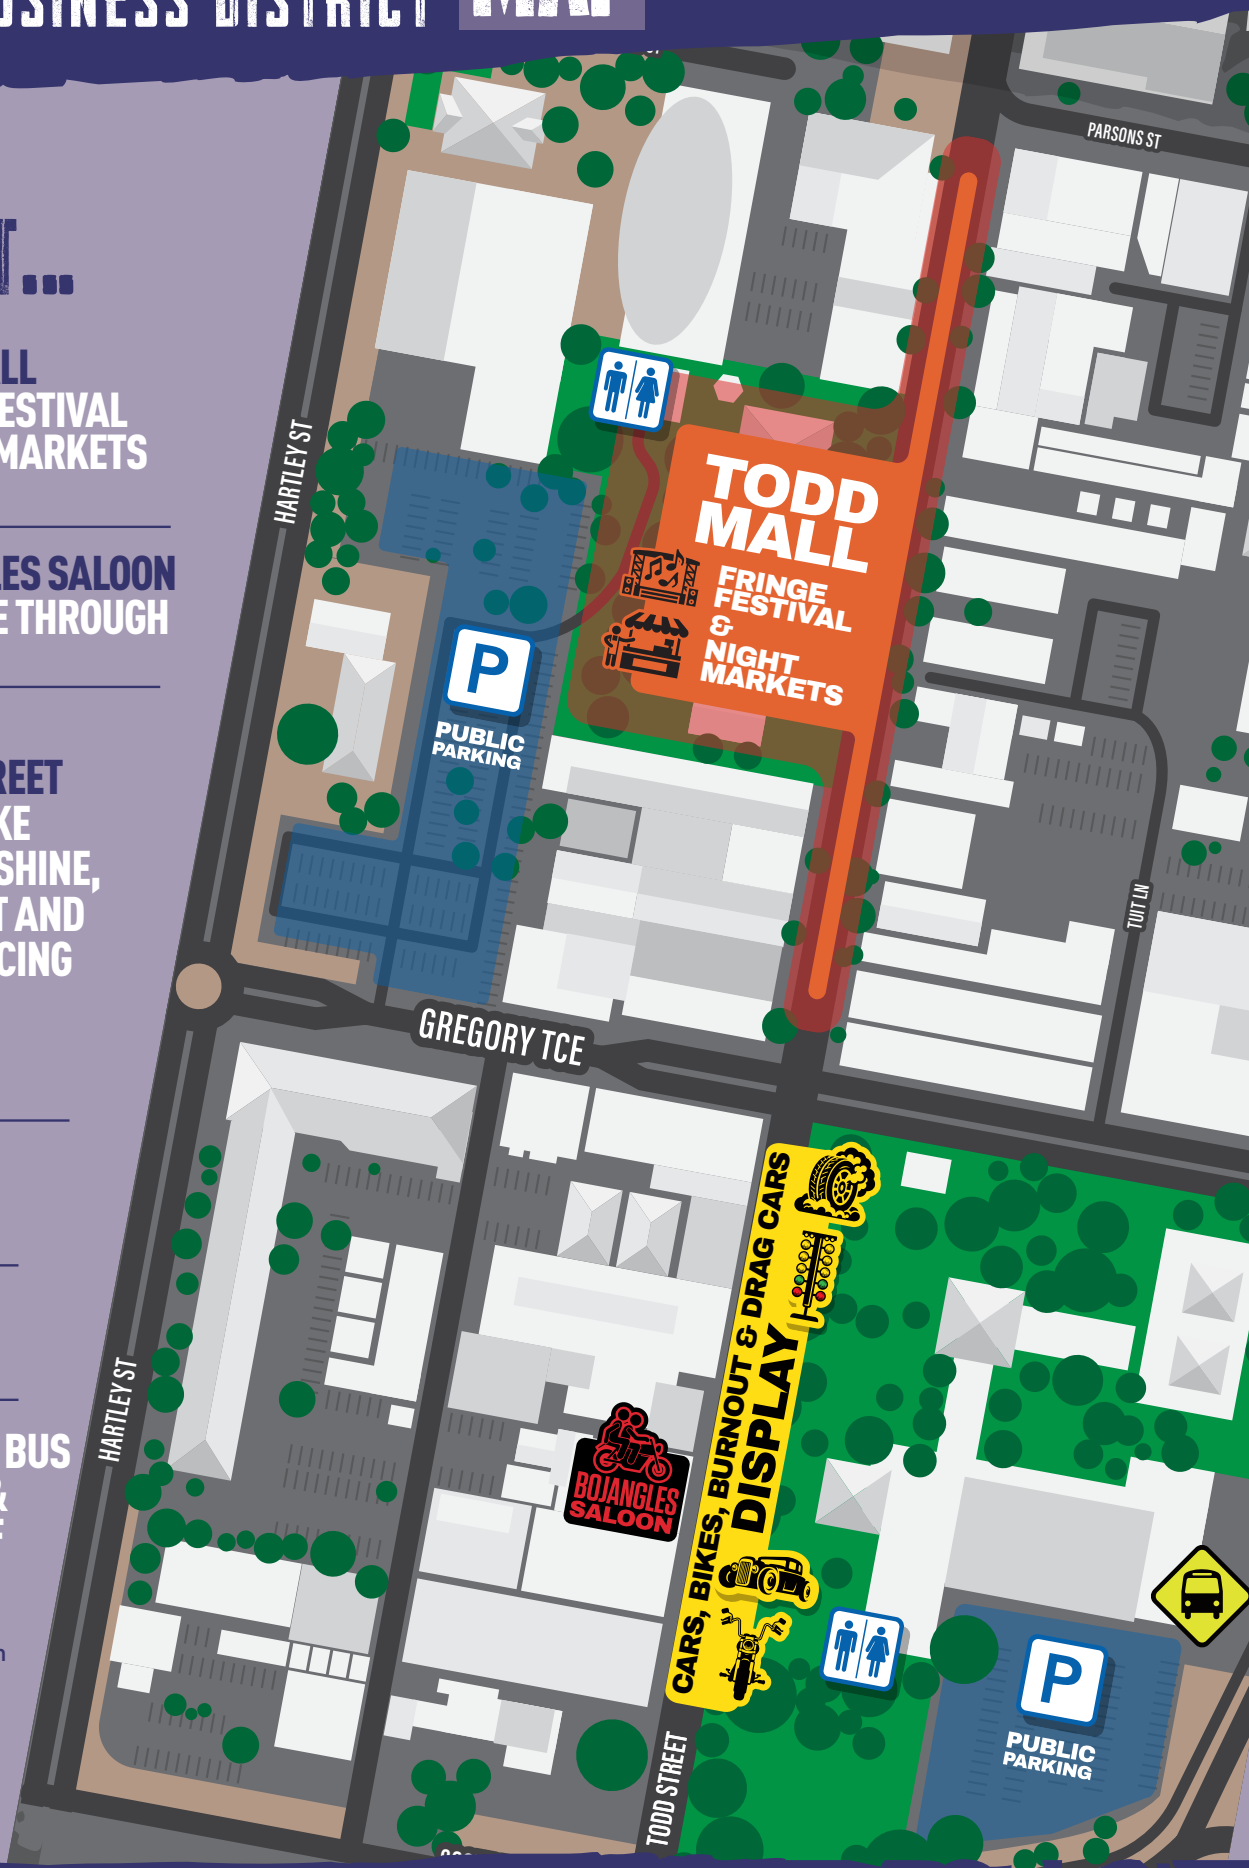 BUSINESS DISTRICT MAP
T...
LL
ESTIVAL
MARKETS
LES SALOON
E THROUGH
REET
KE
SHINE,
T AND
CING
BUS
&
PARSONS ST
HARTLEY ST
TODD
MALL
FRINGE
FESTIVAL
&
NIGHT
MARKETS
P
PUBLIC
PARKING
TUIT LN
GREGORY TCE
CARS, BIKES, BURNOUT & DRAG CARS
DISPLAY
HARTLEY ST
BOJANGLES
SALOON
P
PUBLIC
PARKING
TODD STREET